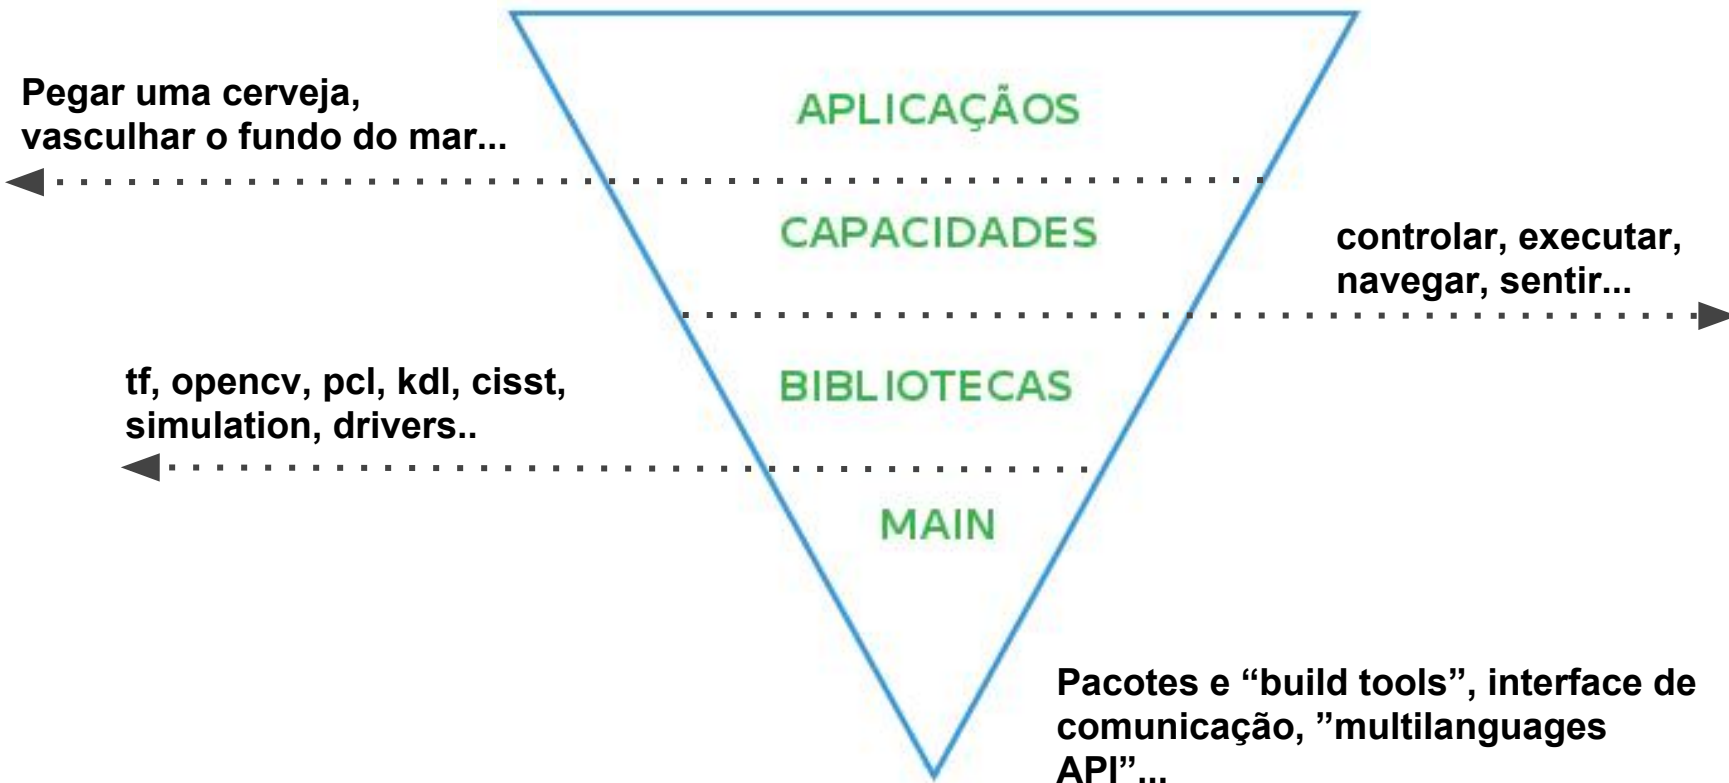 Pegar uma cerveja,
vasculhar o fundo do mar...
APLICAÇÃOS
CAPACIDADES
controlar, executar,
navegar, sentir...
tf, opencv, pcl, kdl, cisst,
simulation, drivers..
BIBLIOTECAS
MAIN
Pacotes e “build tools”, interface de
comunicação, ”multilanguages
API”...